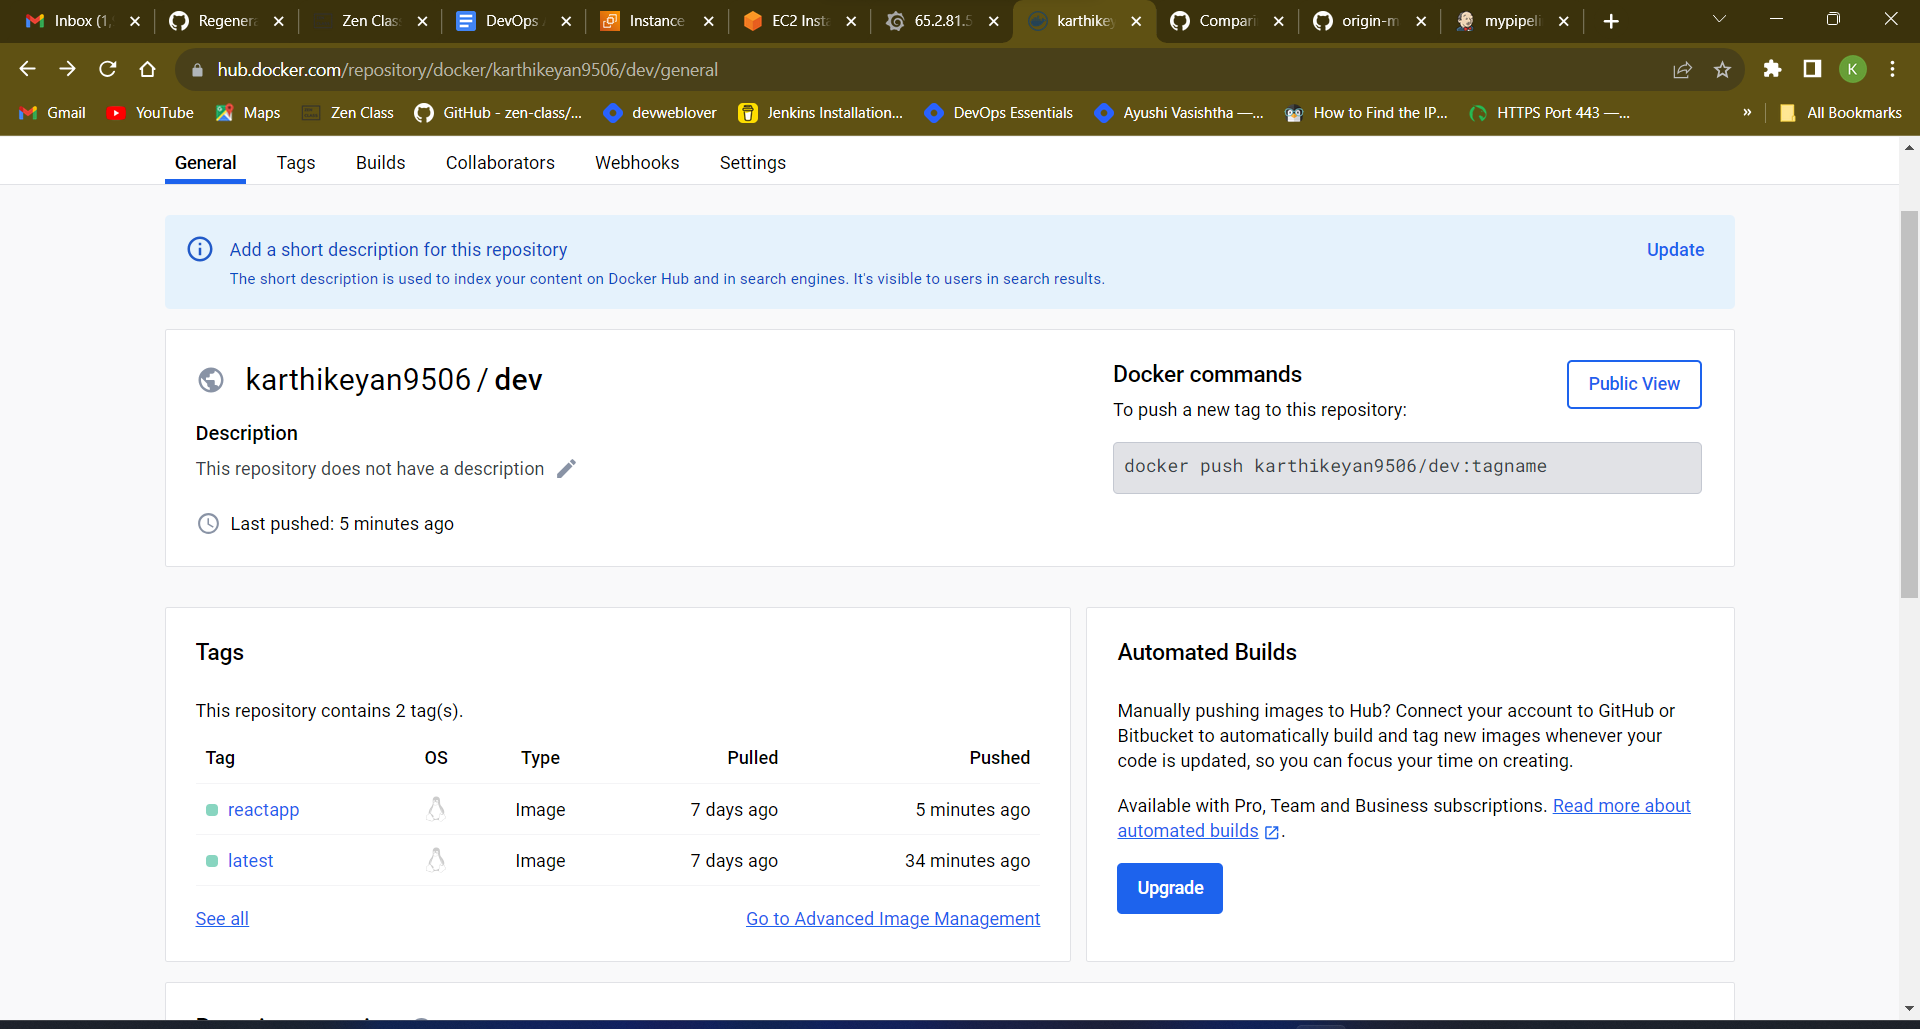 Inbox (1,
Regenera
Zen Clas
DevOps
Instance
EC2 Inst
65.2.81.5
karthikey
Compari
origin-m
mypipeli
hub.docker.com/repository/docker/karthikeyan9506/dev/general
K
Gmail
YouTube
Maps
Zen Class
GitHub - zen-class/...
devweblover
Jenkins Installation...
DevOps Essentials
Ayushi Vasishtha —...
How to Find the IP...
HTTPS Port 443 —...
»
All Bookmarks
General
Tags
Builds
Collaborators
Webhooks
Settings
Add a short description for this repository
Update
The short description is used to index your content on Docker Hub and in search engines. It's visible to users in search results.
karthikeyan9506 / dev
Description
This repository does not have a description
Last pushed: 5 minutes ago
Docker commands
Public View
To push a new tag to this repository:
docker push karthikeyan9506/dev:tagname
Tags
This repository contains 2 tag(s).
Tag OS Type Pulled Pushed
reactapp Image 7 days ago 5 minutes ago
latest Image 7 days ago 34 minutes ago
See all
Go to Advanced Image Management
Automated Builds
Manually pushing images to Hub? Connect your account to GitHub or
Bitbucket to automatically build and tag new images whenever your
code is updated, so you can focus your time on creating.
Available with Pro, Team and Business subscriptions. Read more about
automated builds .
Upgrade